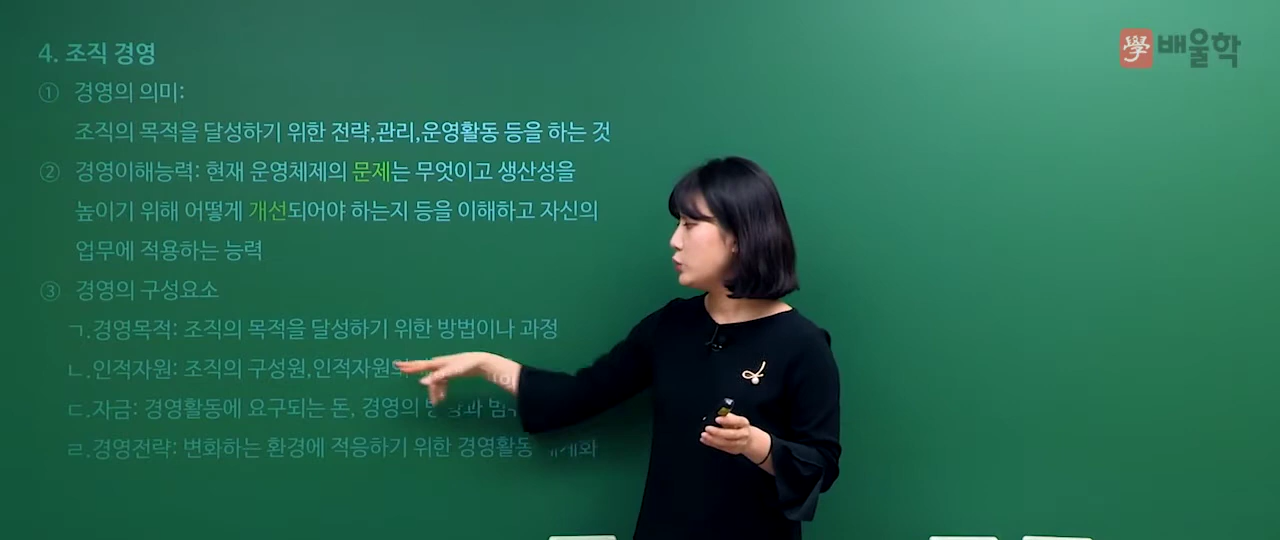 4. 조직 경영
① 경영의 의미:
조직의 목적을 달성하기 위한 전략,관리,운영활동 등을 하는 것
② 경영이해능력: 현재 운영체제의 문제는 무엇이고 생산성을
높이기 위해 어떻게 개선되어야 하는지 등을 이해하고 자신의
업무에 적용하는 능력
③ 경영의 구성요소
ㄱ.경영목적: 조직의 목적을 달성하기 위한 방법이나 과정
ㄴ.인적자원: 조직의 구성원,인적자원의
ㄷ.자금: 경영활동에 요구되는 돈, 경영의
ㄹ.경영전략: 변화하는 환경에 적응하기 위한 경영활동
學 배울학